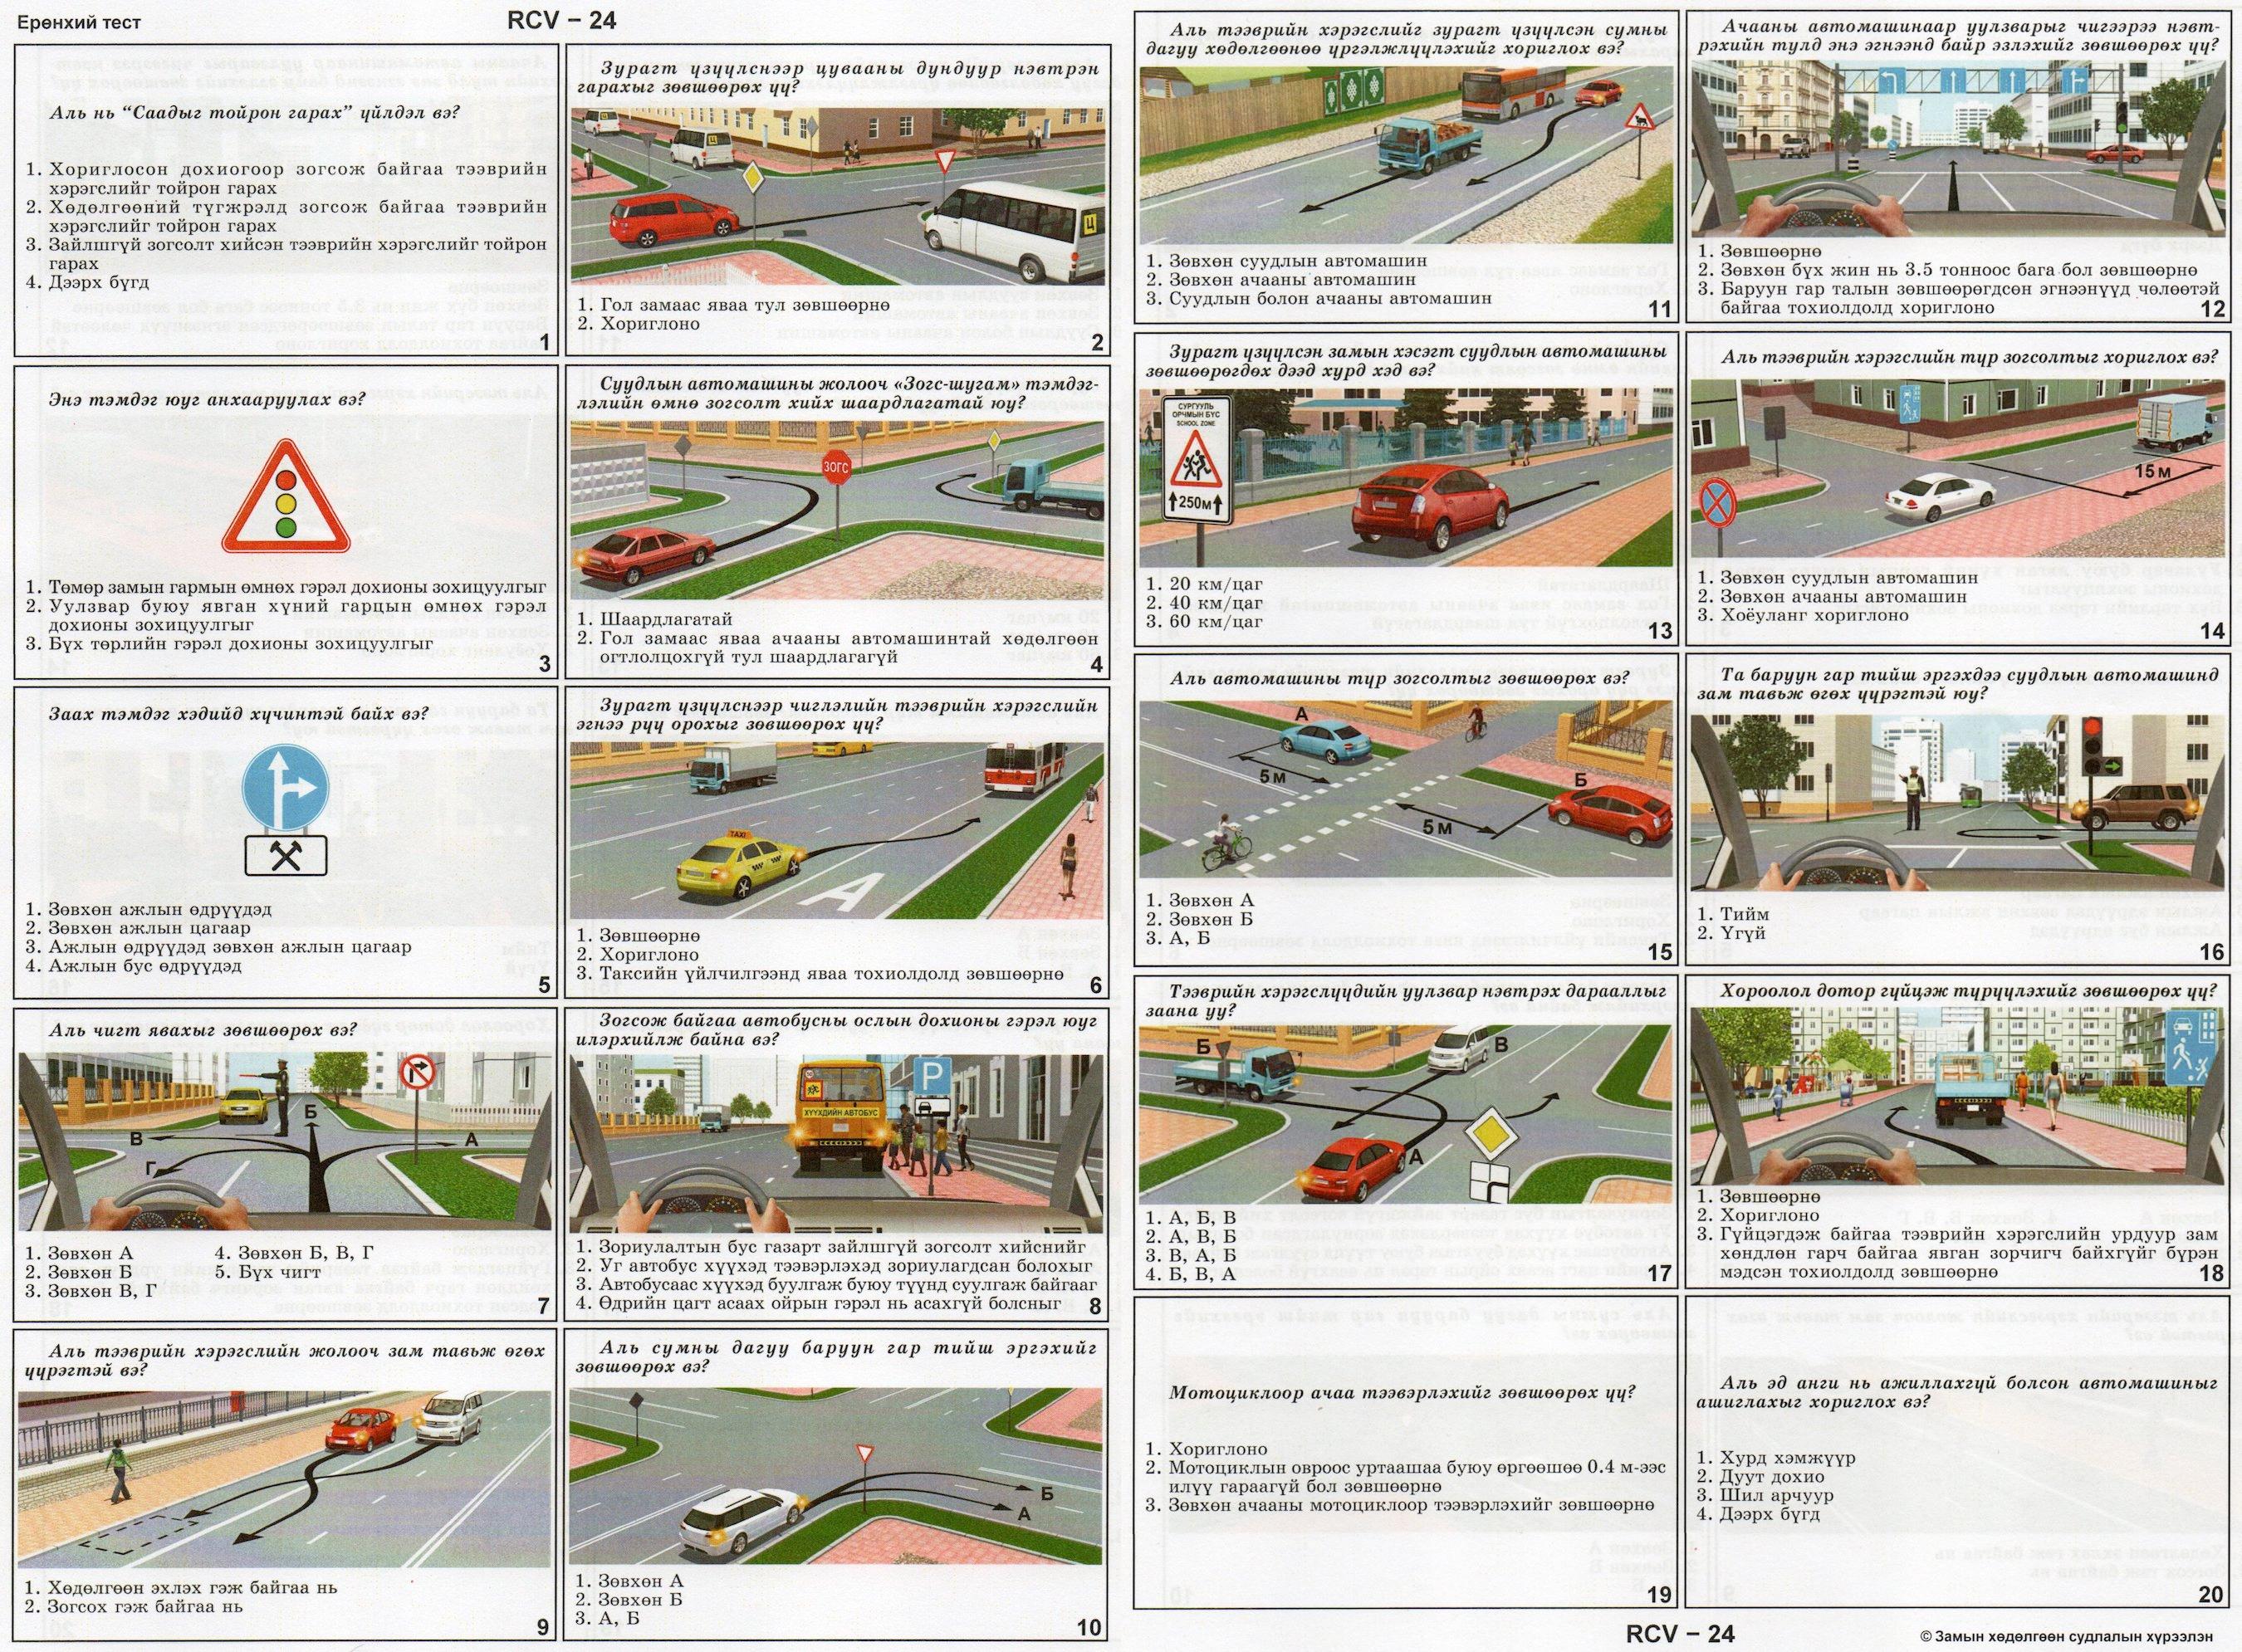 Ерөнхий тест
RCV – 24
Аль нь “Саадыг тойрон гарах” үйлдэл вэ?
1. Хориглосон дохиогоор зогсож байгаа тээврийн
хэрэгслийг тойрон гарах
2. Хөдөлгөөний түгжрэлд зогсож байгаа тээврийн
хэрэгслийг тойрон гарах
3. Зайлшгүй зогсолт хийсэн тээврийн хэрэгслийг тойрон
гарах
4. Дээрх бүгд
1
Зурагт үзүүлснээр цувааны дундуур нэвтрэн
гарахыг зөвшөөрөх үү?
Ц
1. Гол замаас яваа тул зөвшөөрнө
2. Хориглоно
2
Энэ тэмдэг юуг анхааруулах вэ?
1. Төмөр замын гармын өмнөх гэрэл дохионы зохицуулгыг
2. Уулзвар буюу явган хүний гарцын өмнөх гэрэл
дохионы зохицуулгыг
3. Бүх төрлийн гэрэл дохионы зохицуулгыг
3
Суудлын автомашины жолооч «Зогс-шугам» тэмдэг-
лэлийн өмнө зогсолт хийх шаардлагатай юу?
ЗОГС
1. Шаардлагатай
2. Гол замаас яваа ачааны автомашинтай хөдөлгөөн
огтлолцохгүй тул шаардлагагүй
4
Заах тэмдэг хэдийд хүчинтэй байх вэ?
1. Зөвхөн ажлын өдрүүдэд
2. Зөвхөн ажлын цагаар
3. Ажлын өдрүүдэд зөвхөн ажлын цагаар
4. Ажлын бус өдрүүдэд
5
Зурагт үзүүлснээр чиглэлийн тээврийн хэрэгслийн
эгнээ рүү орохыг зөвшөөрөх үү?
TAXI
А
1. Зөвшөөрнө
2. Хориглоно
3. Таксийн үйлчилгээнд яваа тохиолдолд зөвшөөрнө
6
Аль чигт явахыг зөвшөөрөх вэ?
Б
В
А
Г
1. Зөвхөн А
2. Зөвхөн Б
3. Зөвхөн В, Г
4. Зөвхөн Б, В, Г
5. Бүх чигт
7
Зогсож байгаа автобусны ослын дохионы гэрэл юуг
илэрхийлж байна вэ?
P
ХҮҮХДИЙН АВТОБУС
1. Зориулалтын бус газарт зайлшгүй зогсолт хийснийг
2. Уг автобус хүүхэд тээвэрлэхэд зориулагдсан болохыг
3. Автобусаас хүүхэд буулгаж буюу түүнд суулгаж байгааг
4. Өдрийн цагт асаах ойрын гэрэл нь асахгүй болсныг
8
Аль тээврийн хэрэгслийн жолооч зам тавьж өгөх
үүрэгтэй вэ?
1. Хөдөлгөөн эхлэх гэж байгаа нь
2. Зогсох гэж байгаа нь
9
Аль сумны дагуу баруун гар тийш эргэхийг
зөвшөөрөх вэ?
Б
А
1. Зөвхөн А
2. Зөвхөн Б
3. А, Б
10
Аль тээврийн хэрэгслийг зурагт үзүүлсэн сумны
дагуу хөдөлгөөнөө үргэлжлүүлэхийг хориглох вэ?
1. Зөвхөн суудлын автомашин
2. Зөвхөн ачааны автомашин
3. Суудлын болон ачааны автомашин
11
Ачааны автомашинаар уулзварыг чигээрээ нэвт-
рэхийн тулд энэ эгнээнд байр эзлэхийг зөвшөөрөх үү?
1. Зөвшөөрнө
2. Зөвхөн бүх жин нь 3.5 тонноос бага бол зөвшөөрнө
3. Баруун гар талын зөвшөөрөгдсөн эгнээнүүд чөлөөтэй
байгаа тохиолдолд хориглоно
12
Зурагт үзүүлсэн замын хэсэгт суудлын автомашины
зөвшөөрөгдөх дээд хурд хэд вэ?
СУРГУУЛЬ
ОРЧМЫН БҮС
SCHOOL ZONE
250м
1. 20 км/цаг
2. 40 км/цаг
3. 60 км/цаг
13
Аль тээврийн хэрэгслийн түр зогсолтыг хориглох вэ?
15 м
1. Зөвхөн суудлын автомашин
2. Зөвхөн ачааны автомашин
3. Хоёуланг хориглоно
14
Аль автомашины түр зогсолтыг зөвшөөрөх вэ?
А
Б
5 м
5 м
1. Зөвхөн А
2. Зөвхөн Б
3. А, Б
15
Та баруун гар тийш эргэхдээ суудлын автомашинд
зам тавьж өгөх үүрэгтэй юу?
1. Тийм
2. Үгүй
16
Тээврийн хэрэгслүүдийн уулзвар нэвтрэх дарааллыг
заана уу?
Б
В
А
1. А, Б, В
2. А, В, Б
3. В, А, Б
4. Б, В, А
17
Хороолол дотор гүйцэж түрүүлэхийг зөвшөөрөх үү?
1. Зөвшөөрнө
2. Хориглоно
3. Гүйцэгдэж байгаа тээврийн хэрэгслийн урдуур зам
хөндлөн гарч байгаа явган зорчигч байхгүйг бүрэн
мэдсэн тохиолдолд зөвшөөрнө
18
Мотоциклоор ачаа тээвэрлэхийг зөвшөөрөх үү?
1. Хориглоно
2. Мотоциклын овроос уртаашаа буюу өргөөшөө 0.4 м-ээс
илүү гараагүй бол зөвшөөрнө
3. Зөвхөн ачааны мотоциклоор тээвэрлэхийг зөвшөөрнө
19
Аль эд анги нь ажиллахгүй болсон автомашиныг
ашиглахыг хориглох вэ?
1. Хурд хэмжүүр
2. Дуут дохио
3. Шил арчуур
4. Дээрх бүгд
20
RCV – 24
© Замын хөдөлгөөн судлалын хүрээлэн